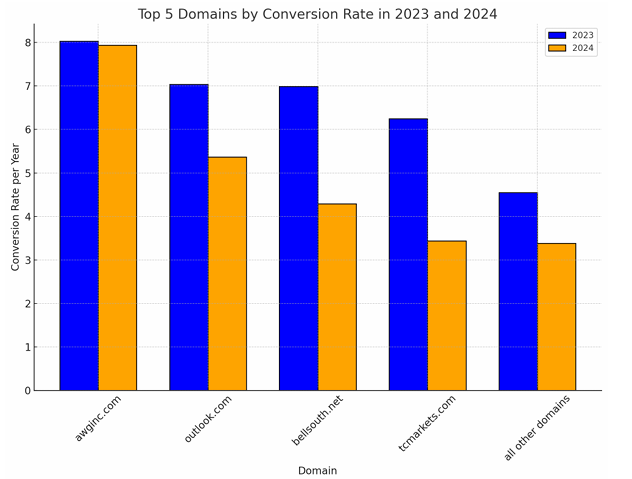 Top 5 Domains by Conversion Rate in 2023 and 2024
2023
2024
Conversion Rate per Year
8
7
6
5
4
3
2
1
0
awginc.com
outlook.com
bellsouth.net
tcmarkets.com
all other domains
Domain